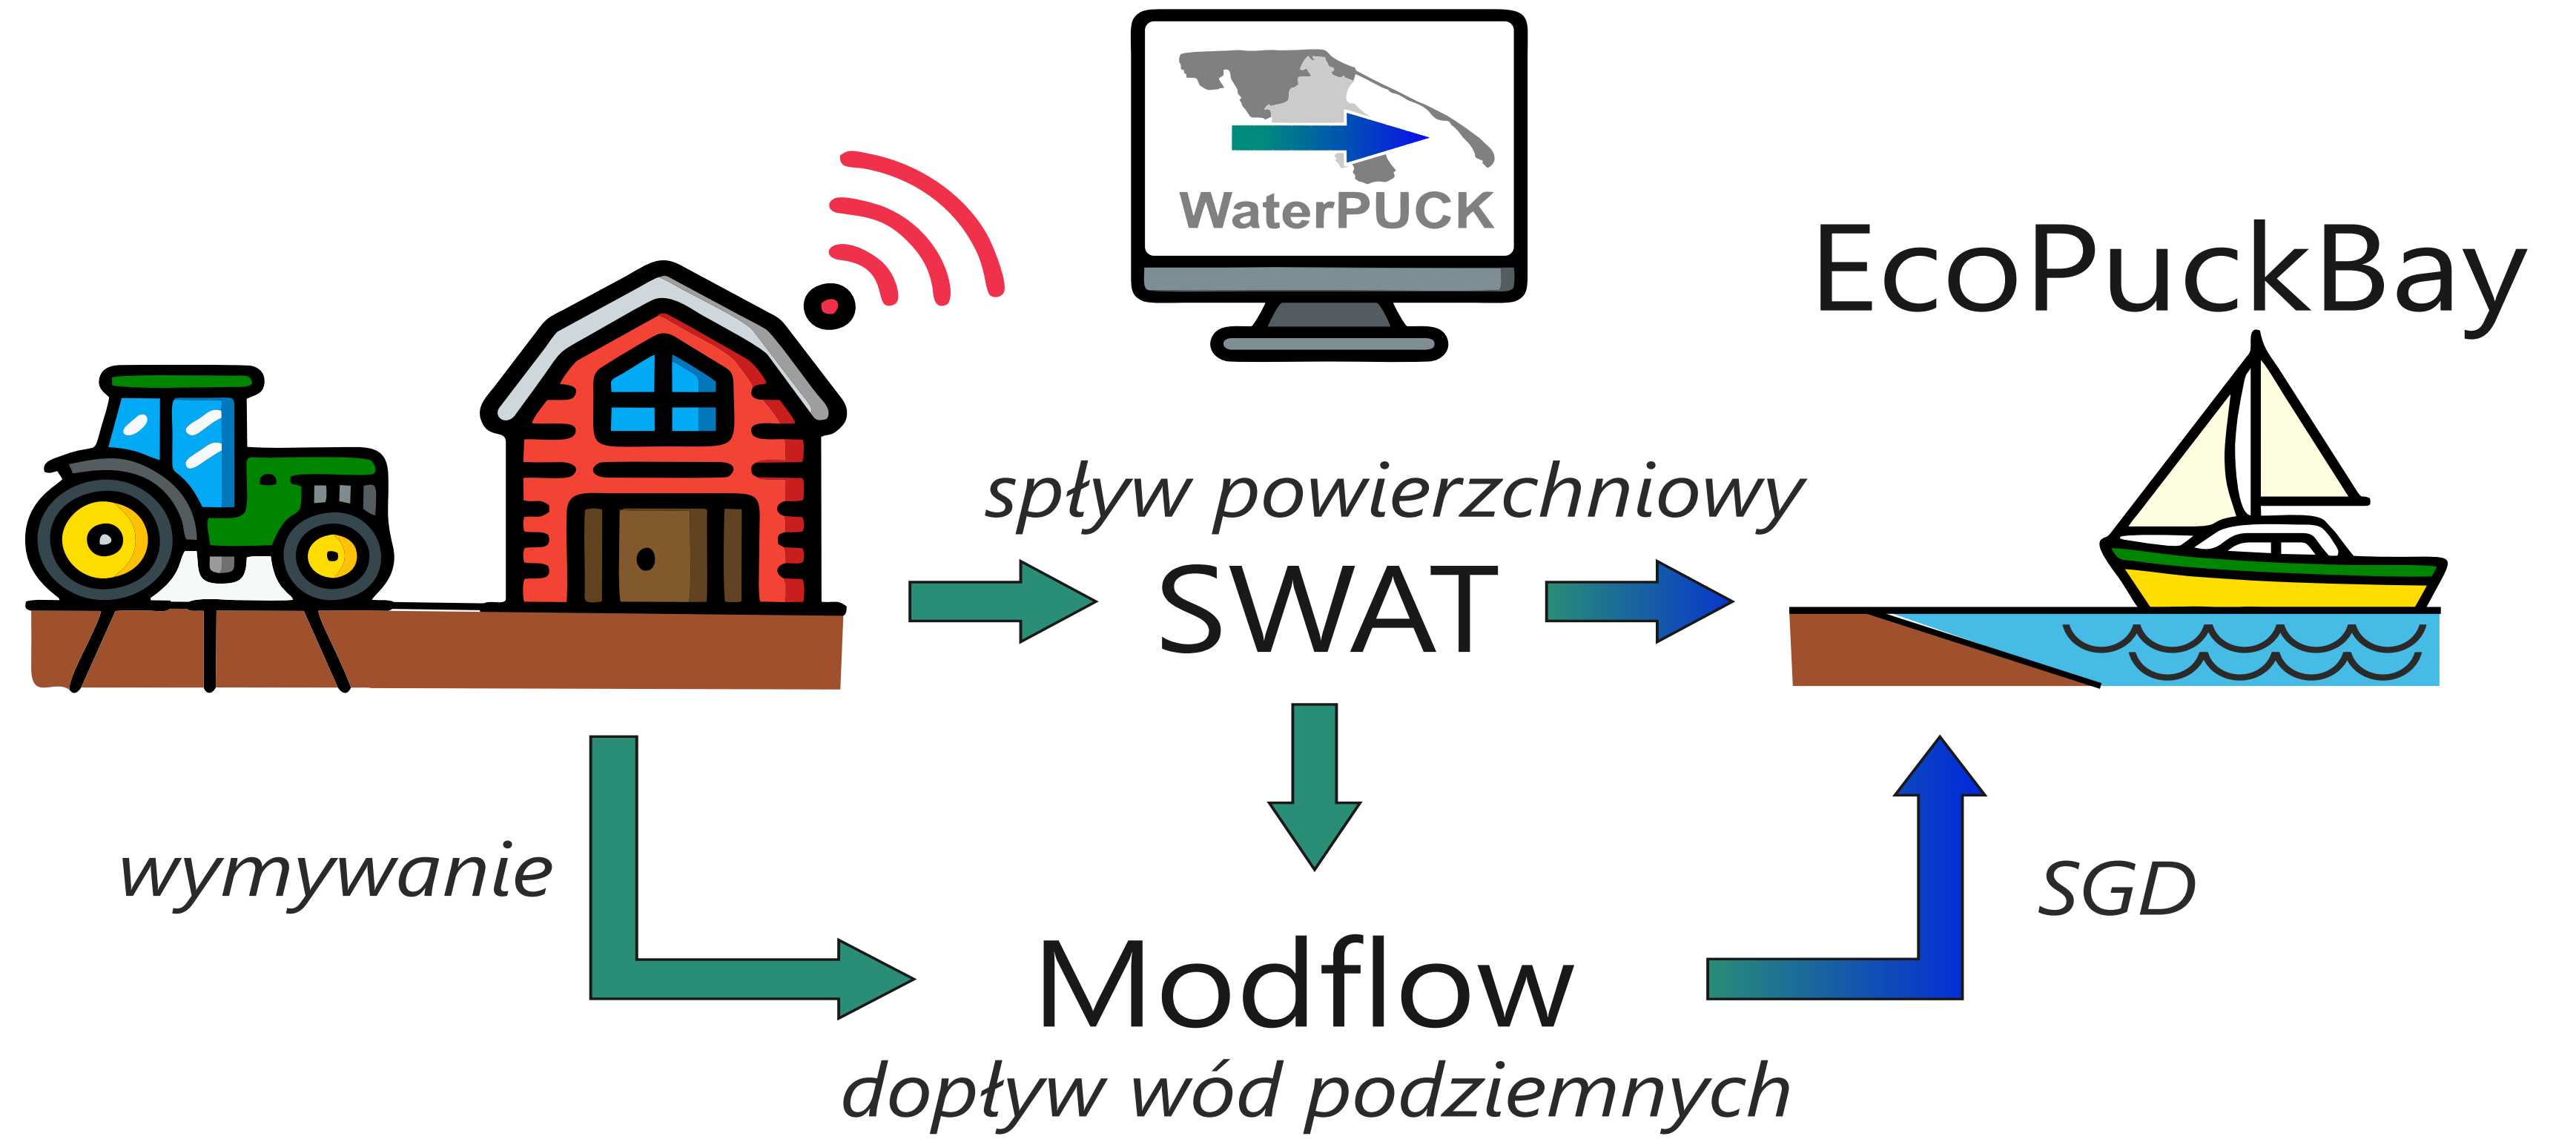 WaterPUCK
EcoPuckBay
spływ powierzchniowy
SWAT
wymywanie
SGD
Modflow
dopływ wód podziemnych